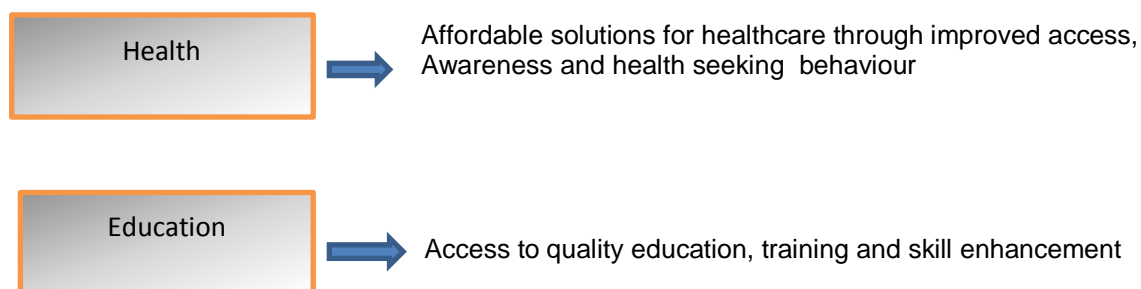 Health
Affordable solutions for healthcare through improved access,
Awareness and health seeking behaviour
Education
Access to quality education, training and skill enhancement